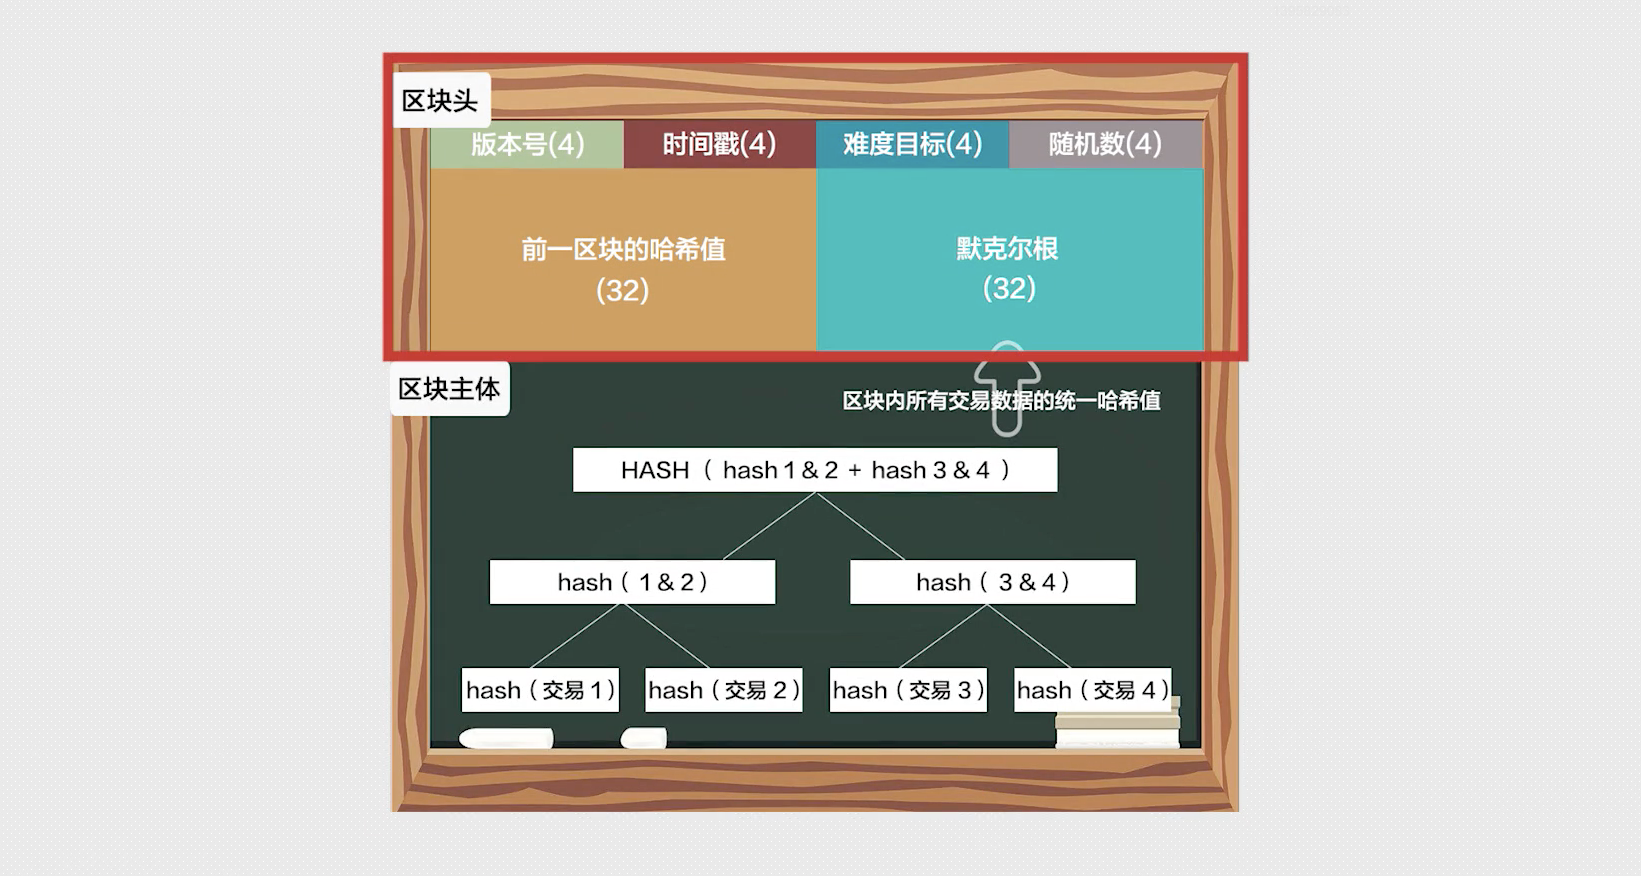 区块头
版本号(4)
时间戳(4)
难度目标(4)
随机数(4)
前一区块的哈希值
(32)
默克尔根
(32)
区块主体
区块内所有交易数据的统一哈希值
HASH（ hash 1 & 2 + hash 3 & 4 ）
hash（ 1 & 2 ）
hash（ 3 & 4 ）
hash（交易 1）
hash（交易 2）
hash（交易 3）
hash（交易 4）